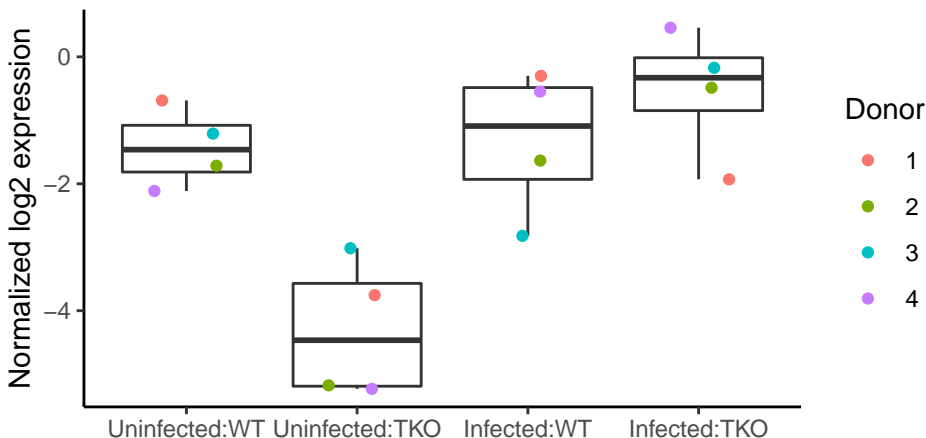 Normalized log2 expression
0
−2
−4
Uninfected:WT
Uninfected:TKO
Infected:WT
Infected:TKO
Donor
1
2
3
4